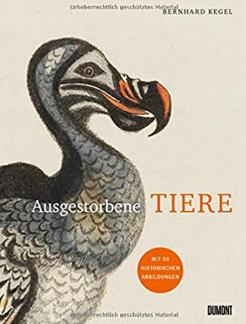 Urheberrechtlich geschütztes Material
BERNHARD KEGEL
Ausgestorbene TIERE
MIT 50
HISTORISCHEN
ABBILDUNGEN
DUMONT
Urheberrechtlich geschütztes Material